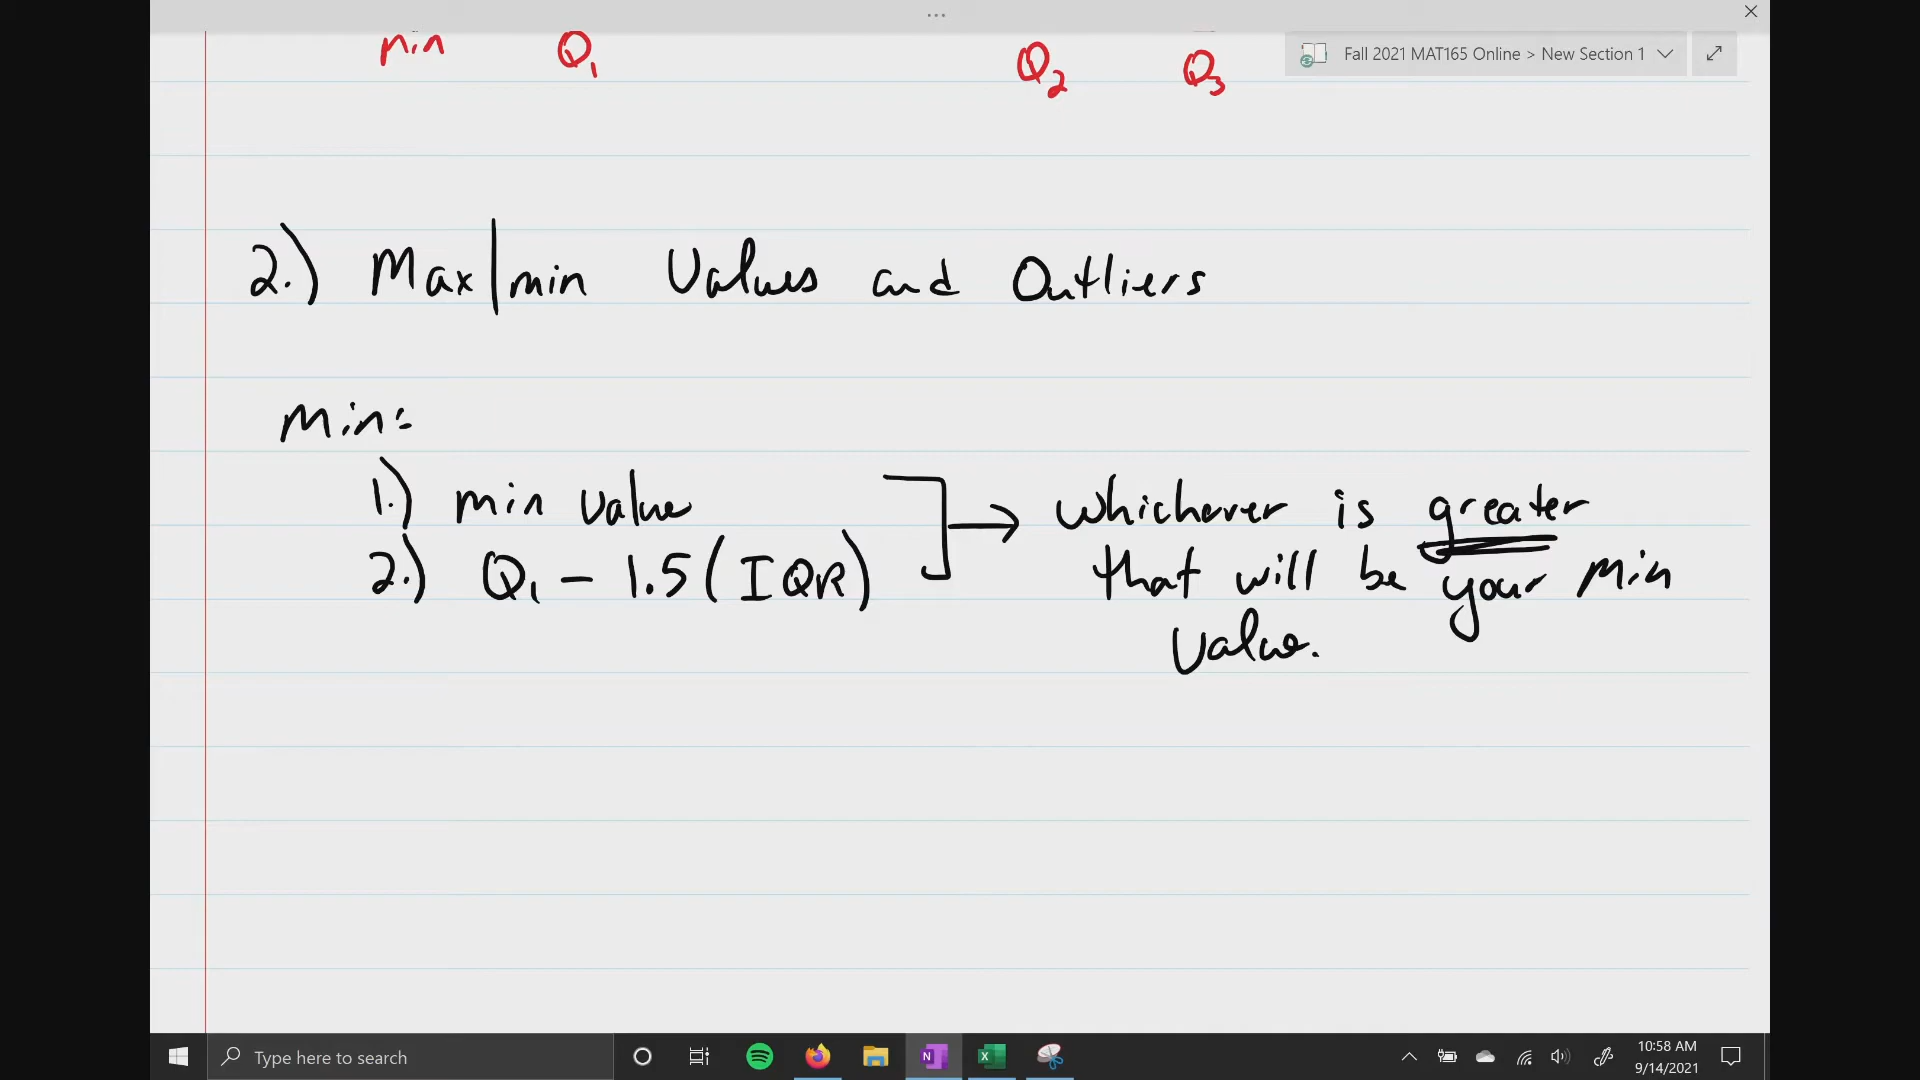 min Q1 Q2 Q3
Fall 2021 MAT165 Online > New Section 1
2.) Max/min Values and Outliers
Min:
1.) min value
2.) Q1 - 1.5(IQR)
whichever is greater
that will be your min
value.
Type here to search
10:58 AM
9/14/2021